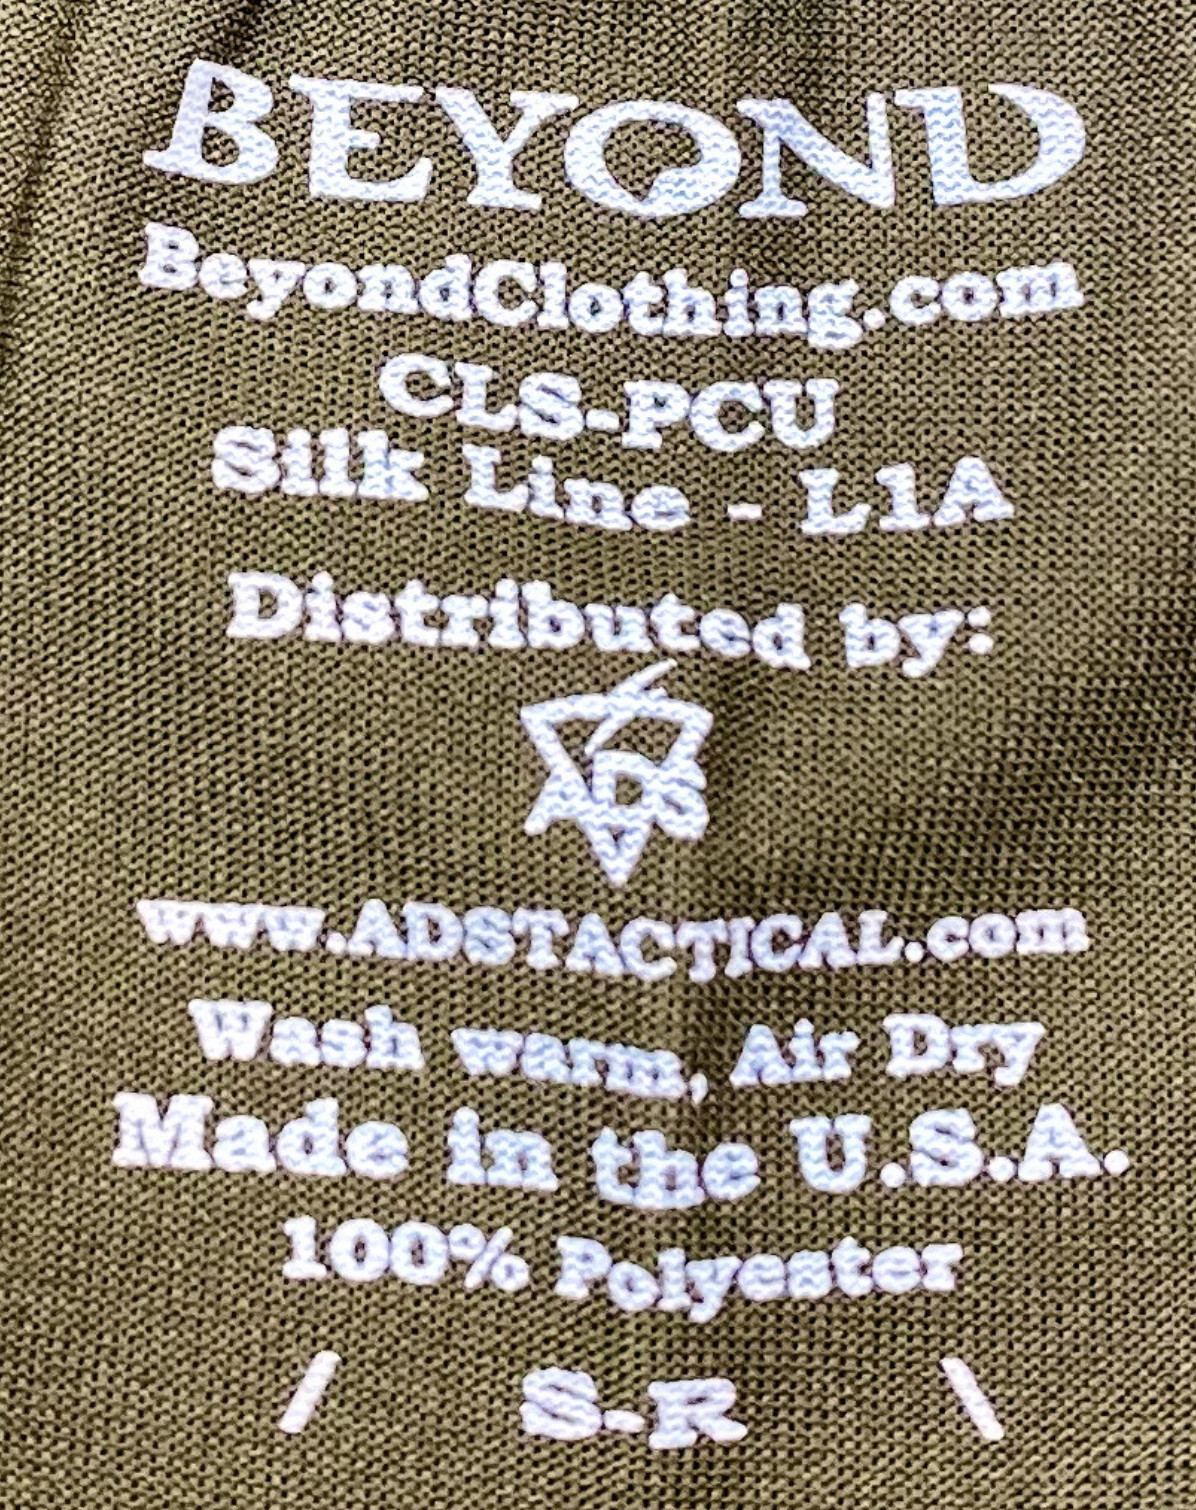 BEYOND
BeyondClothing.com
CLS-PCU
Silk Line - L1A
Distributed by:
ADS
www.ADSTACTICAL.com
Wash warm, Air Dry
Made in the U.S.A.
100% Polyester
/ S-R \